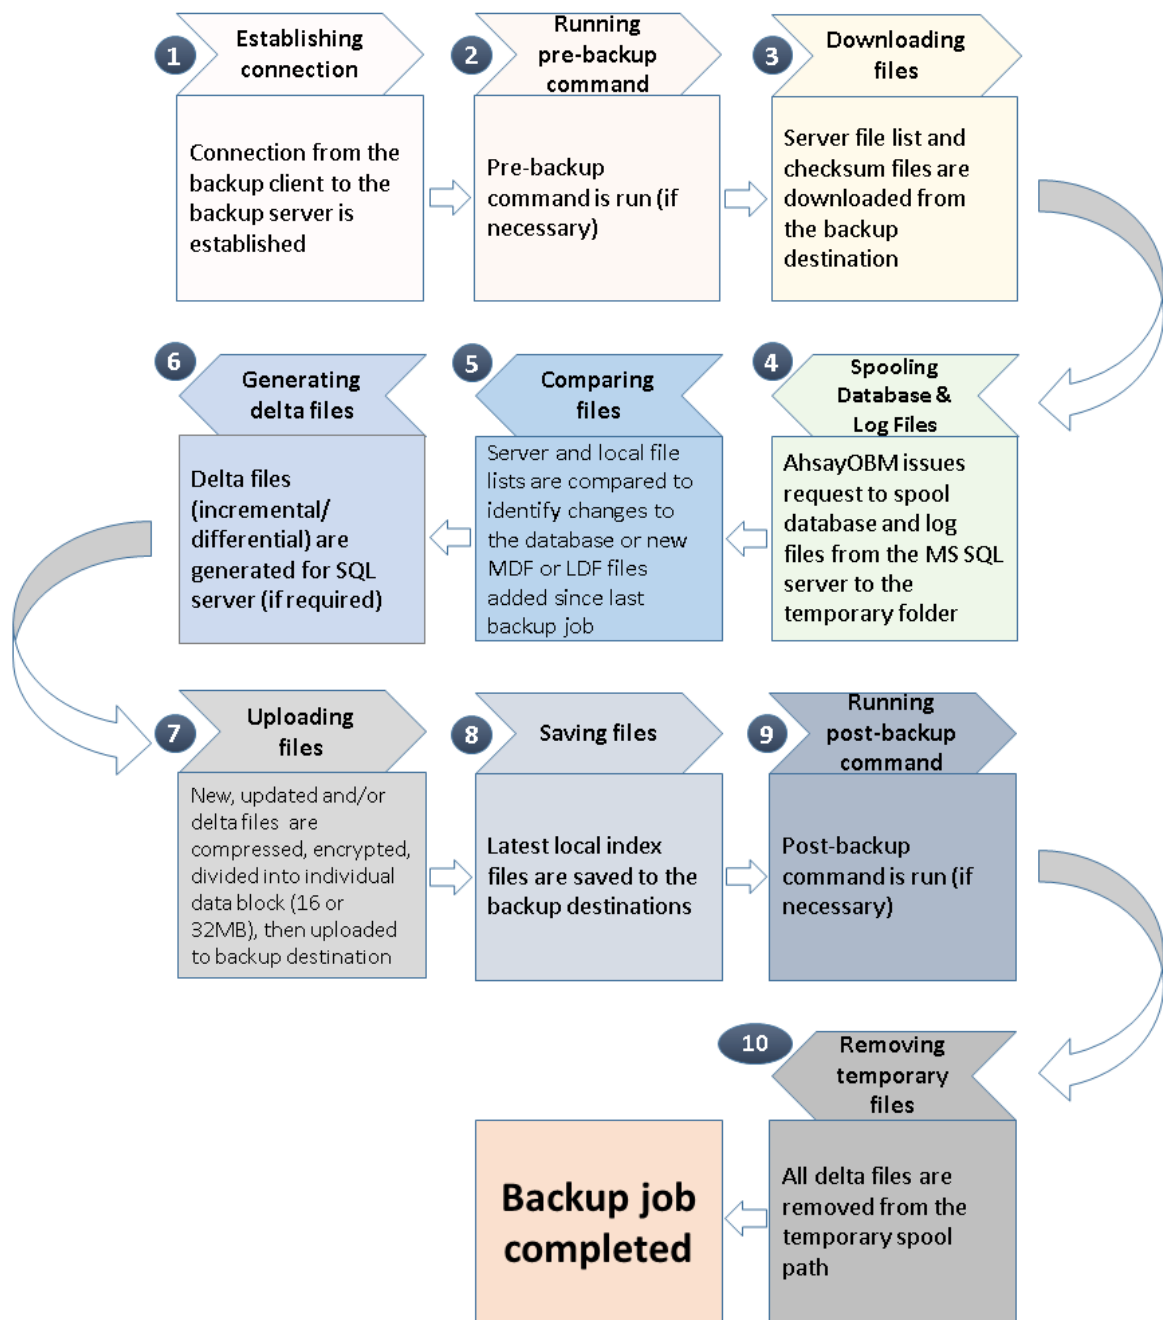 1
Establishing
connection
Connection from the
backup client to the
backup server is
established
2
Running
pre-backup
command
Pre-backup
command is run (if
necessary)
3
Downloading
files
Server file list and
checksum files are
downloaded from
the backup
destination
4
Spooling
Database &
Log Files
AhsayOBM issues
request to spool
database and log
files from the MS SQL
server to the
temporary folder
5
Comparing
files
Server and local file
lists are compared to
identify changes to
the database or new
MDF or LDF files
added since last
backup job
6
Generating
delta files
Delta files
(incremental/
differential) are
generated for SQL
server (if required)
7
Uploading
files
New, updated and/or
delta files are
compressed, encrypted,
divided into individual
data block (16 or
32MB), then uploaded
to backup destination
8
Saving files
Latest local index
files are saved to the
backup destinations
9
Running
post-backup
command
Post-backup
command is run (if
necessary)
10
Removing
temporary
files
All delta files are
removed from the
temporary spool
path
Backup job
completed